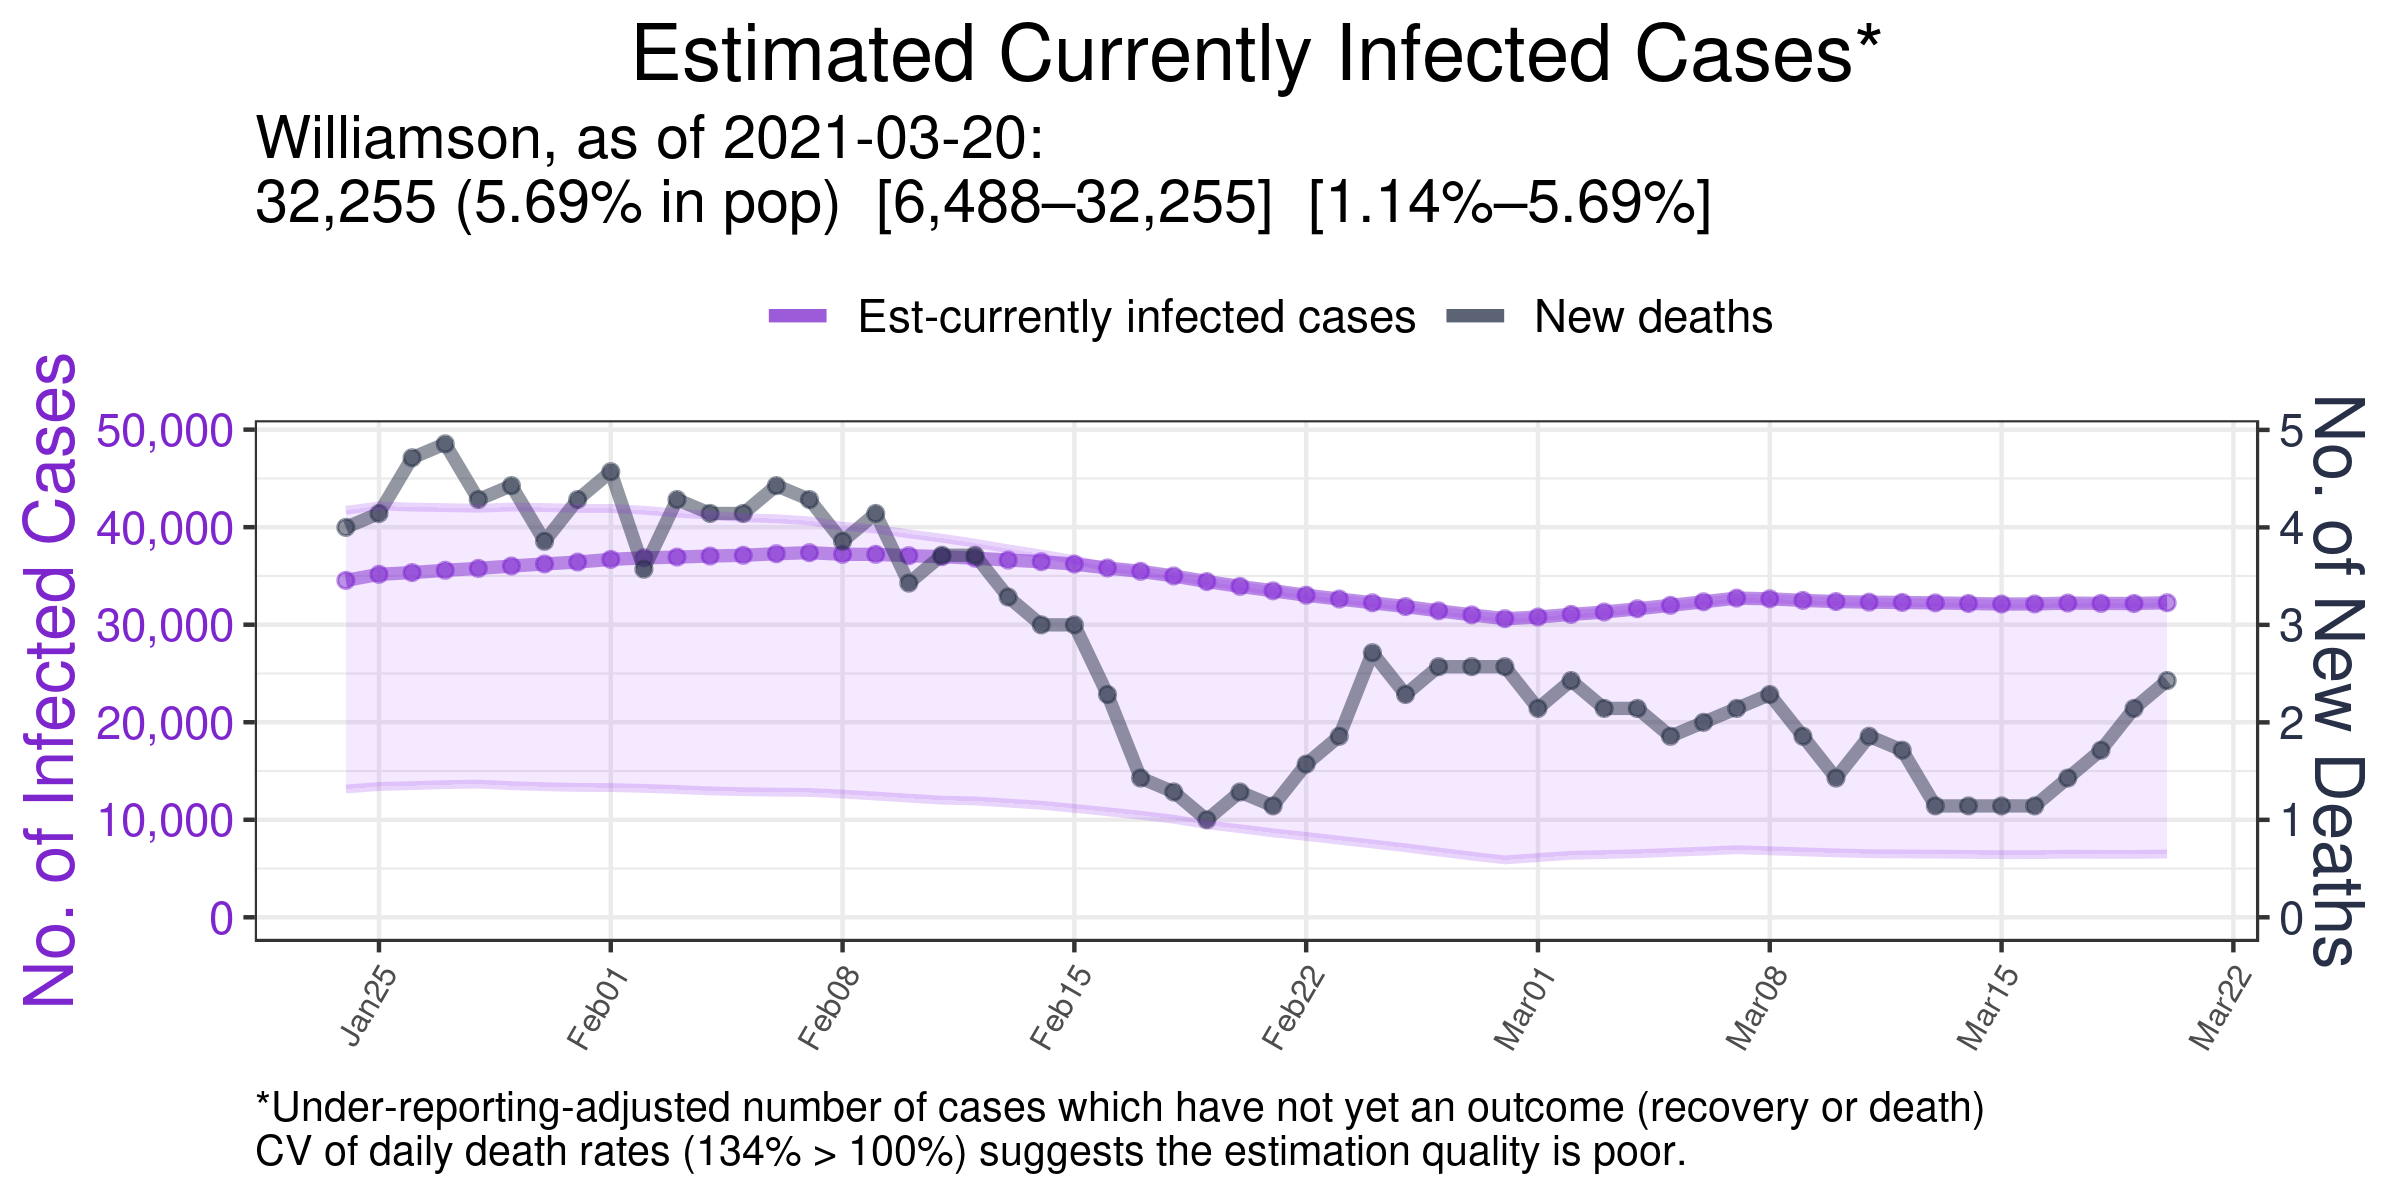 Estimated Currently Infected Cases*
Williamson, as of 2021-03-20:
32,255 (5.69% in pop)  [6,488–32,255]  [1.14%–5.69%]
Est-currently infected cases
New deaths
No. of Infected Cases
50,000
40,000
30,000
20,000
10,000
0
5
4
3
2
1
0
No. of New Deaths
Jan25
Feb01
Feb08
Feb15
Feb22
Mar01
Mar08
Mar15
Mar22
*Under-reporting-adjusted number of cases which have not yet an outcome (recovery or death)
CV of daily death rates (134% > 100%) suggests the estimation quality is poor.